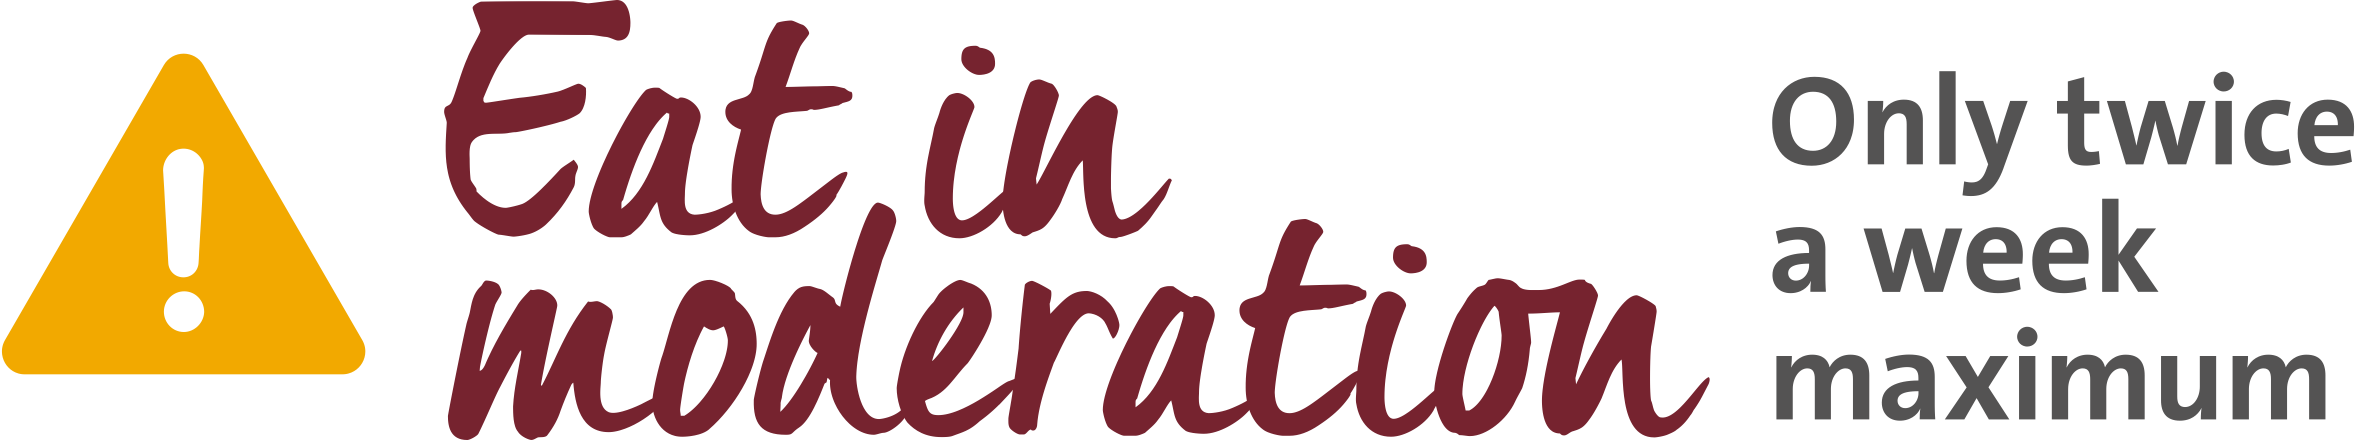 Eat in
moderation
Only twice
a week
maximum